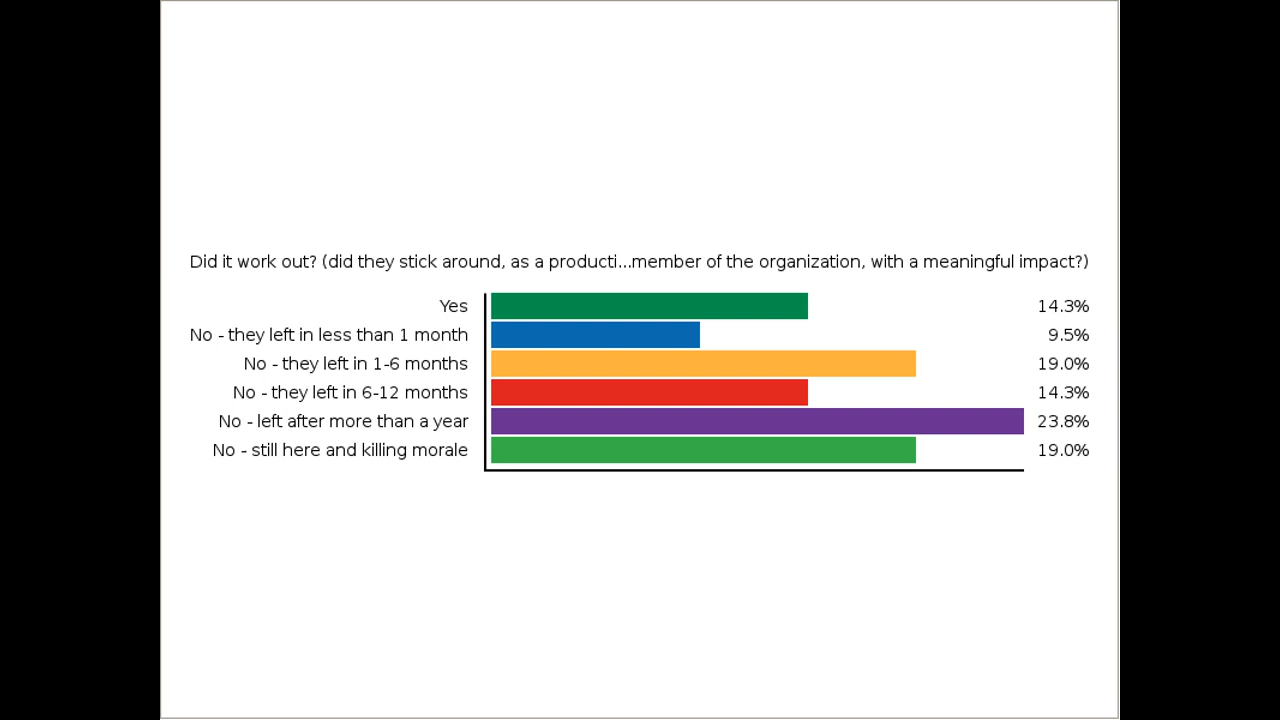 Did it work out? (did they stick around, as a producti...member of the organization, with a meaningful impact?)
Yes 14.3%
No - they left in less than 1 month 9.5%
No - they left in 1-6 months 19.0%
No - they left in 6-12 months 14.3%
No - left after more than a year 23.8%
No - still here and killing morale 19.0%